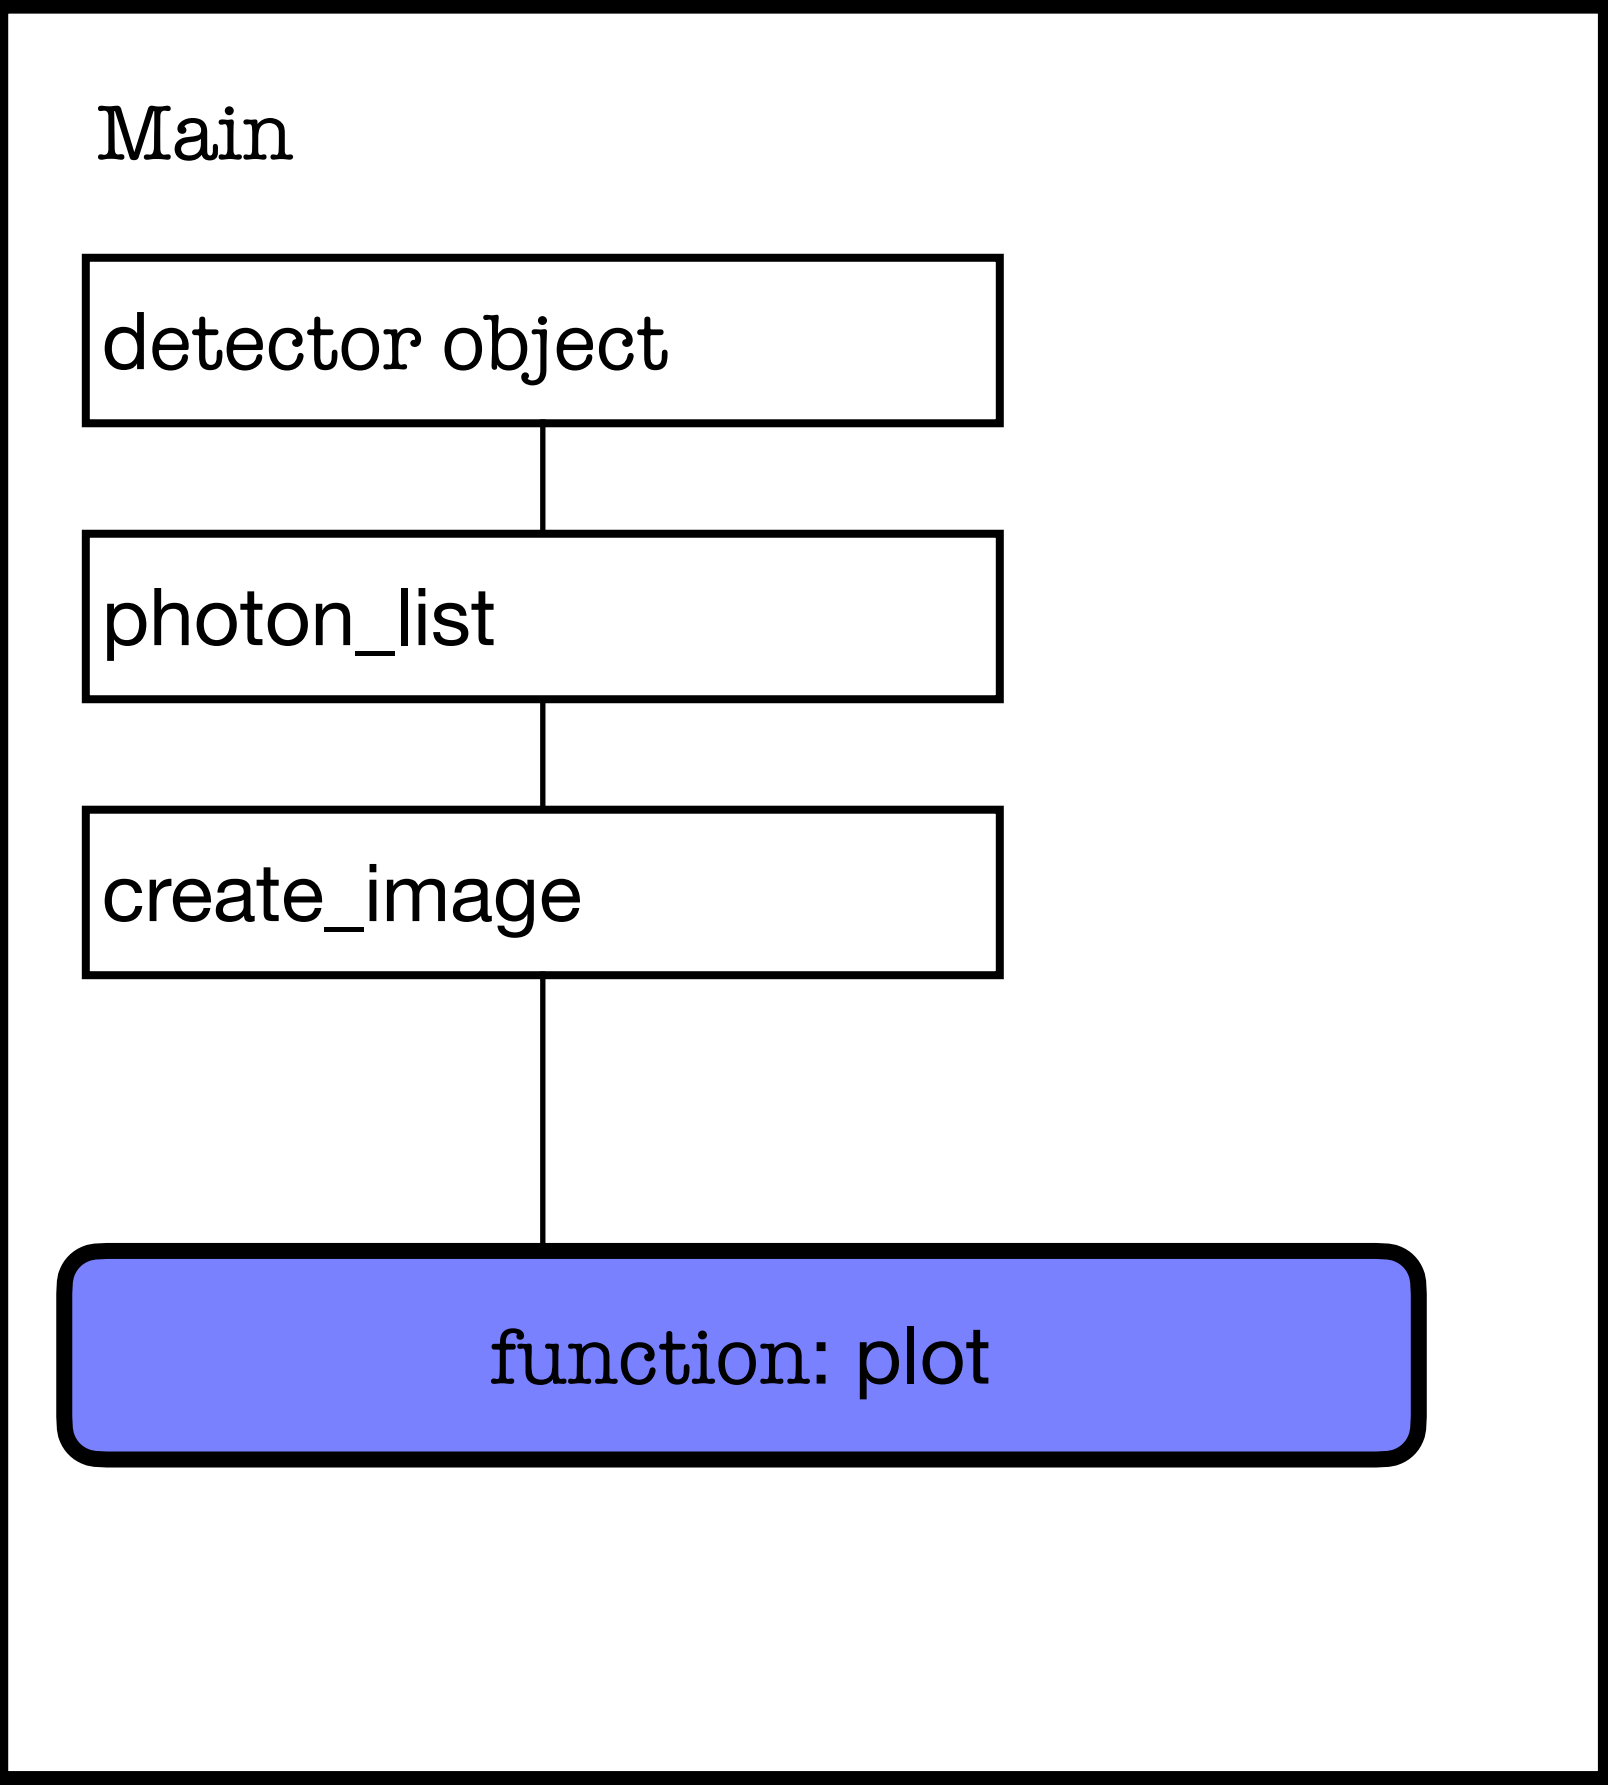 Main
detector object
photon_list
create_image
function: plot